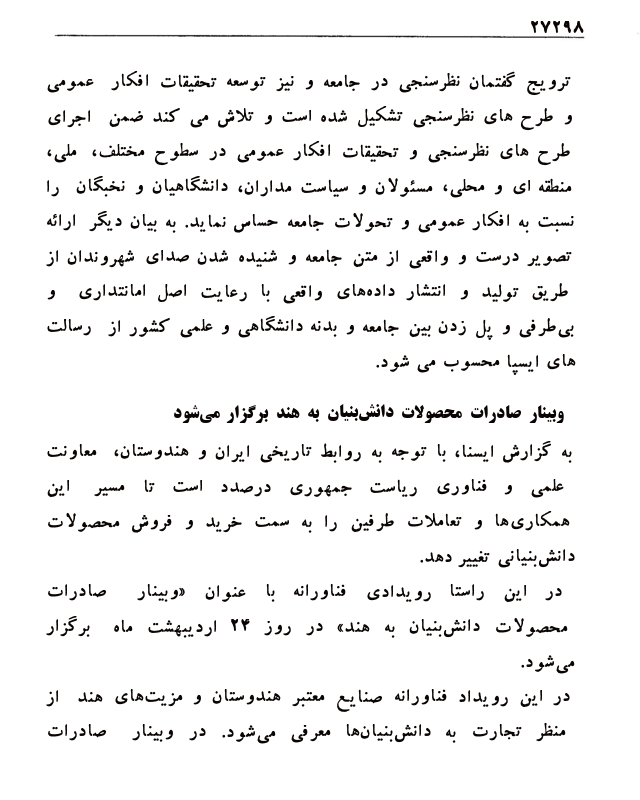 ۲۷۲۹۸
ترویج گفتمان نظرسنجی در جامعه و نیز توسعه تحقیقات افکار عمومی
و طرح های نظرسنجی تشکیل شده است و تلاش می کند ضمن اجرای
طرح های نظرسنجی و تحقیقات افکار عمومی در سطوح مختلف، ملی،
منطقه ای و محلی، مسئولان و سیاست مداران، دانشگاهیان و نخبگان را
نسبت به افکار عمومی و تحولات جامعه حساس نماید. به بیان دیگر ارائه
تصویر درست و واقعی از متن جامعه و شنیده شدن صدای شهروندان از
طریق تولید و انتشار داده‌های واقعی با رعایت اصل امانتداری و
بی‌طرفی و پل زدن بین جامعه و بدنه دانشگاهی و علمی کشور از رسالت
های ایسپا محسوب می شود.
وبینار صادرات محصولات دانش‌بنیان به هند برگزار می‌شود
به گزارش ایسنا، با توجه به روابط تاریخی ایران و هندوستان، معاونت
علمی و فناوری ریاست جمهوری درصدد است تا مسیر این
همکاری‌ها و تعاملات طرفین را به سمت خرید و فروش محصولات
دانش‌بنیانی تغییر دهد.
در این راستا رویدادی فناورانه با عنوان «وبینار صادرات
محصولات دانش‌بنیان به هند» در روز ۲۴ اردیبهشت ماه برگزار
می‌شود.
در این رویداد فناورانه صنایع معتبر هندوستان و مزیت‌های هند از
منظر تجارت به دانش‌بنیان‌ها معرفی می‌شود. در وبینار صادرات